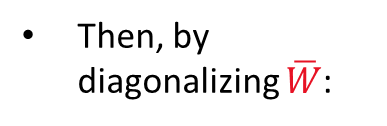 • Then, by
diagonalizing W̅: